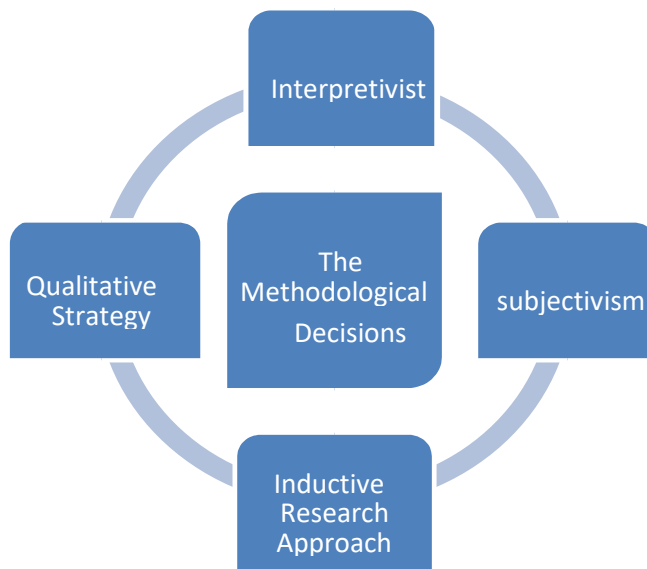 Interpretivist
The
Methodological
Decisions
Qualitative
Strategy
subjectivism
Inductive
Research
Approach